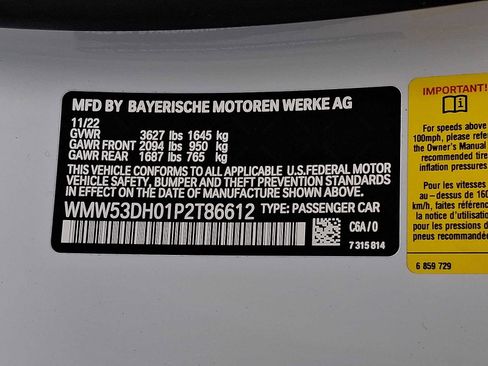 MFD BY BAYERISCHE MOTOREN WERKE AG
11/22
GVWR 3627 lbs 1645 kg
GAWR FRONT 2094 lbs 950 kg
GAWR REAR 1687 lbs 765 kg
THIS VEHICLE CONFORMS TO ALL APPLICABLE U.S.FEDERAL MOTOR
VEHICLE SAFETY, BUMPER AND THEFT PREVENTION STANDARDS
IN EFFECT ON THE DATE OF MANUFACTURE SHOWN ABOVE.
WMW53DH01P2T86612 TYPE: PASSENGER CAR
C6A / 0
7 315 814
IMPORTANT!
i
For speeds above
100mph, please refe
Owner's Manual
recommended tire
inflation pressures
Pour les vitesses
au-dessus de 160
km/h, faites référenc
la notice d'utilisation
pour les pressions d
pneus recommandé
6 859 729